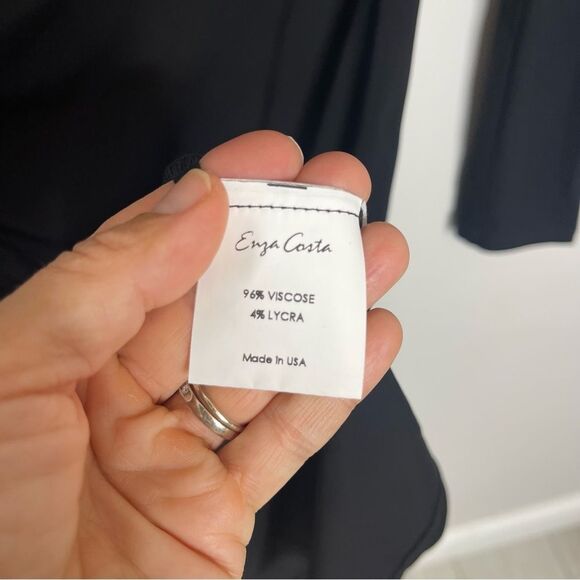 Enza Costa
96% VISCOSE
4% LYCRA
Made in USA